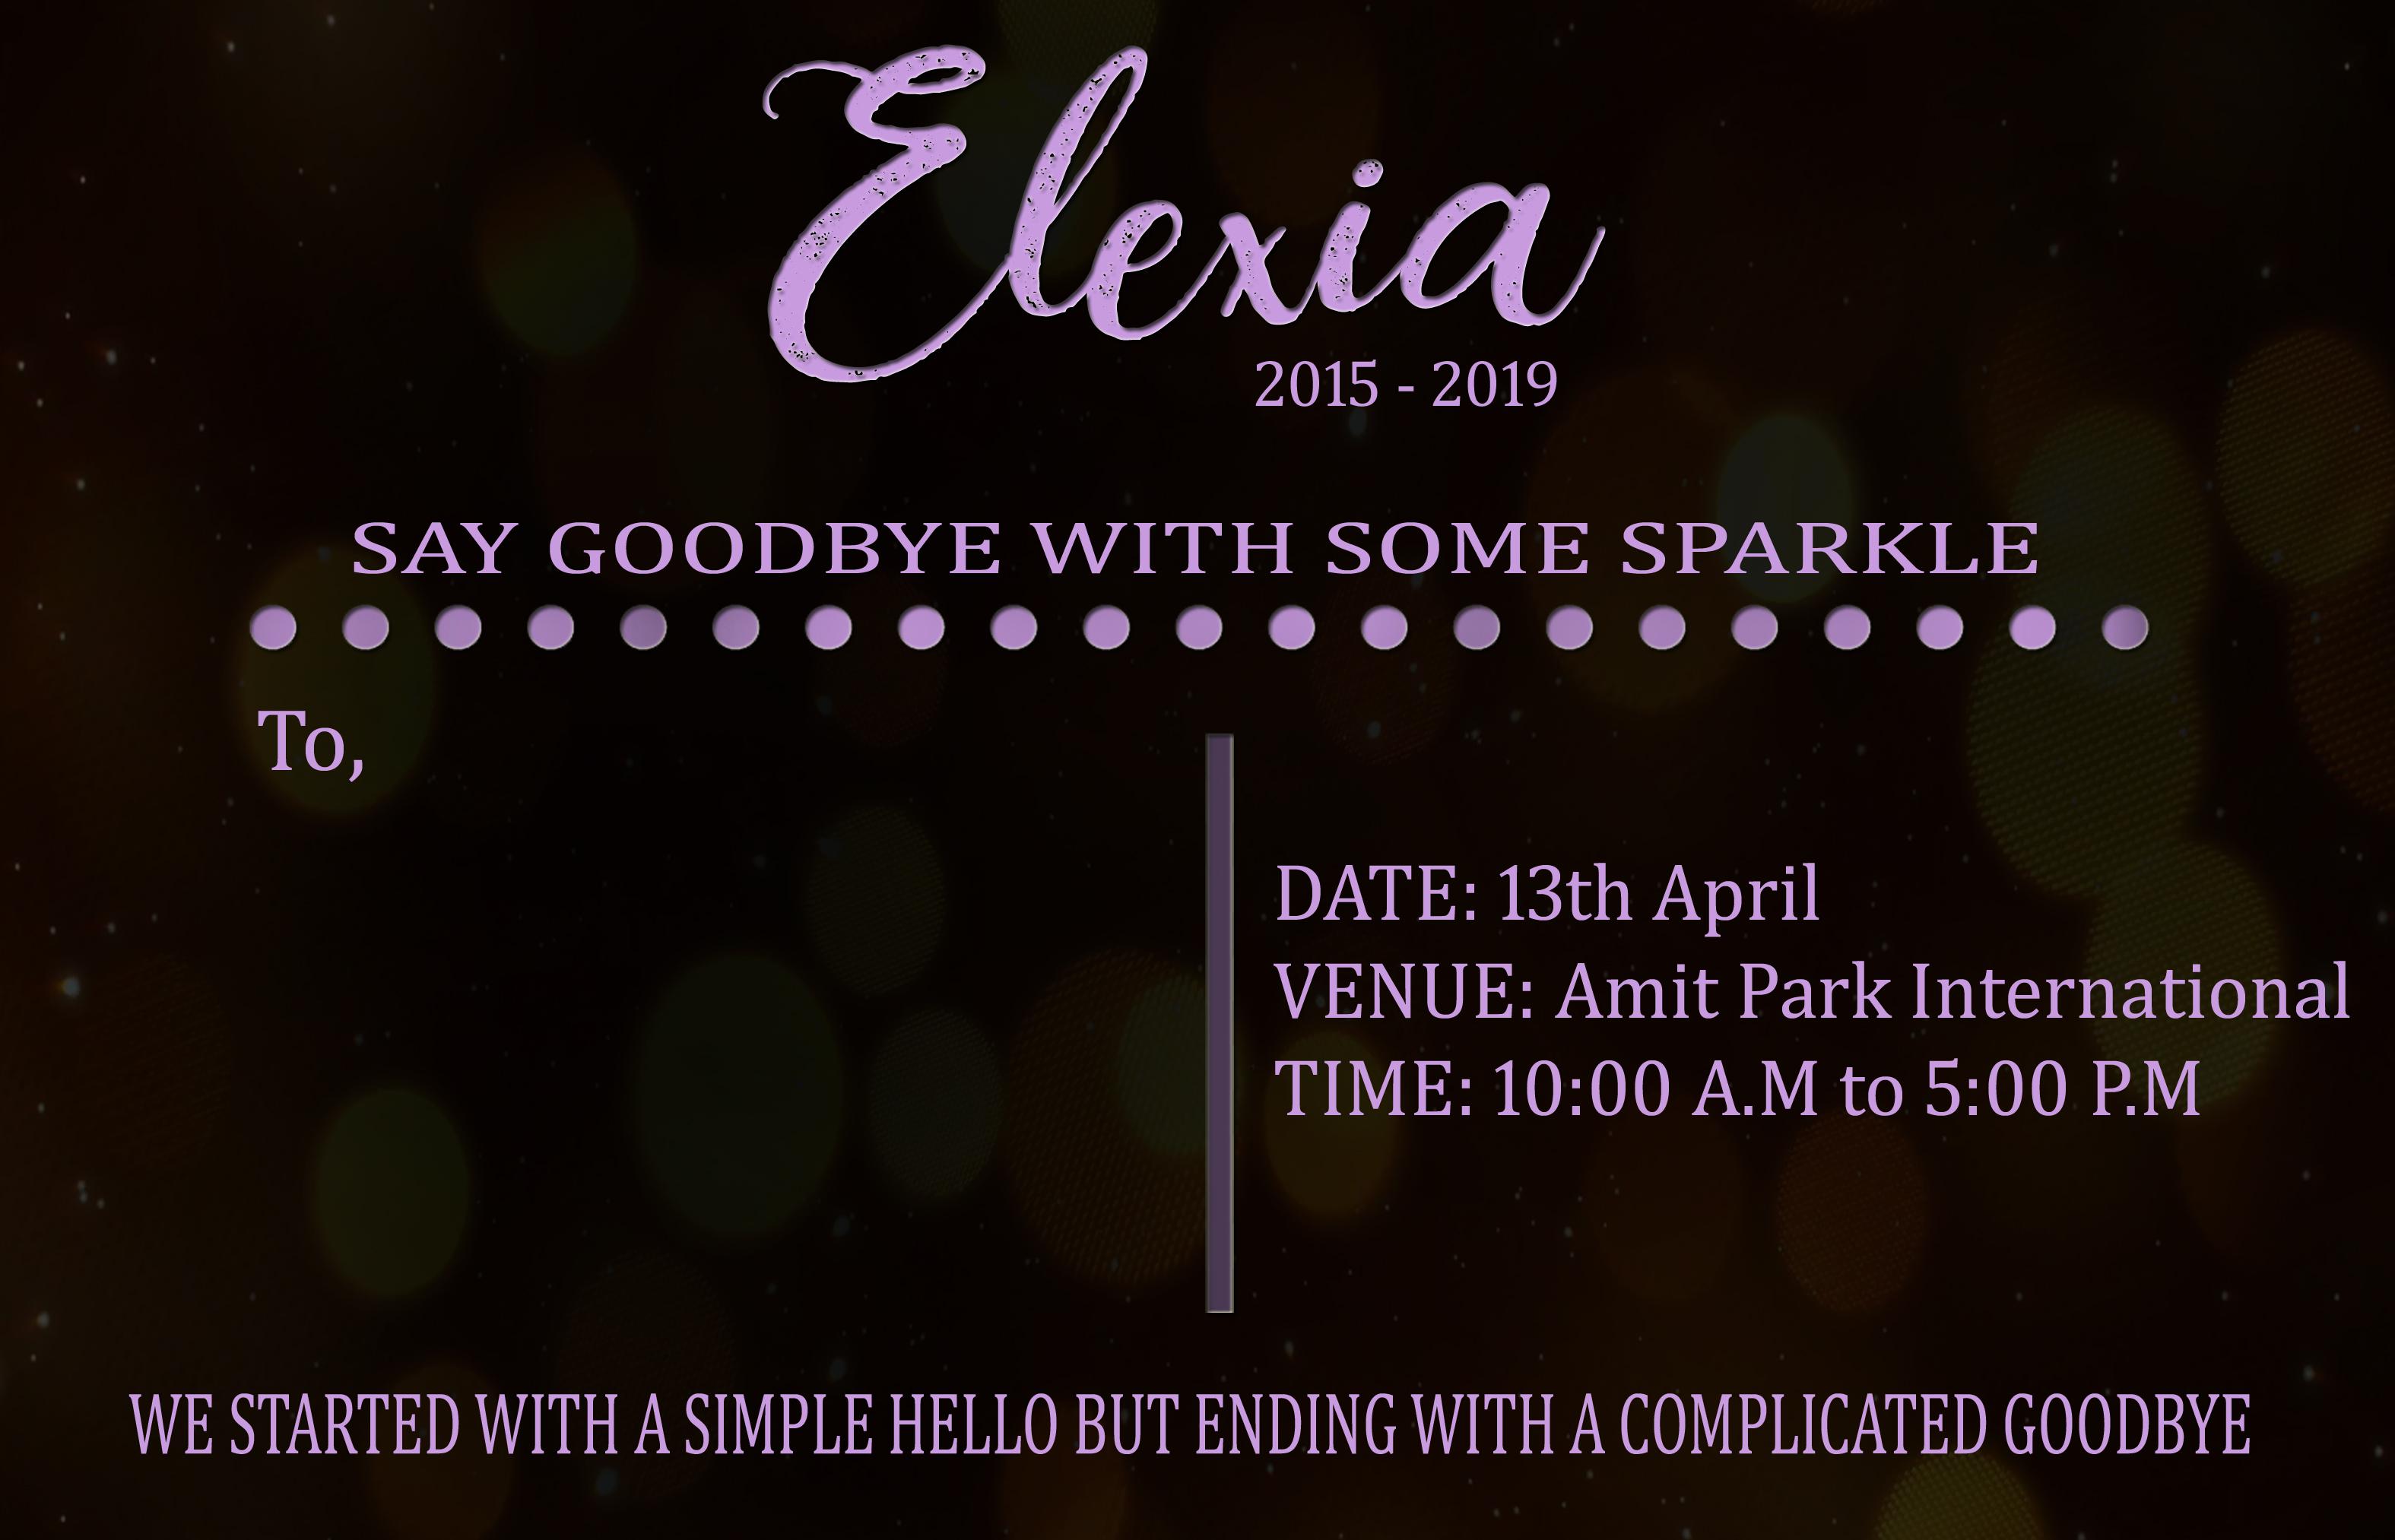 Elexia
2015 - 2019
SAY GOODBYE WITH SOME SPARKLE
To,
DATE: 13th April
VENUE: Amit Park International
TIME: 10:00 A.M to 5:00 P.M
WE STARTED WITH A SIMPLE HELLO BUT ENDING WITH A COMPLICATED GOODBYE